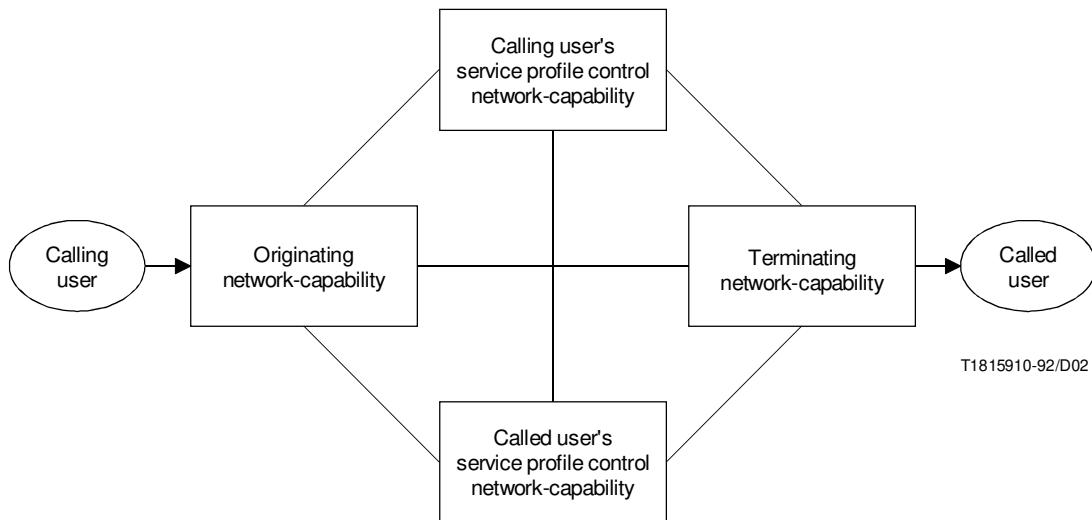 Calling user's
service profile control
network-capability
Calling
user
Originating
network-capability
Terminating
network-capability
Called
user
T1815910-92/D02
Called user's
service profile control
network-capability